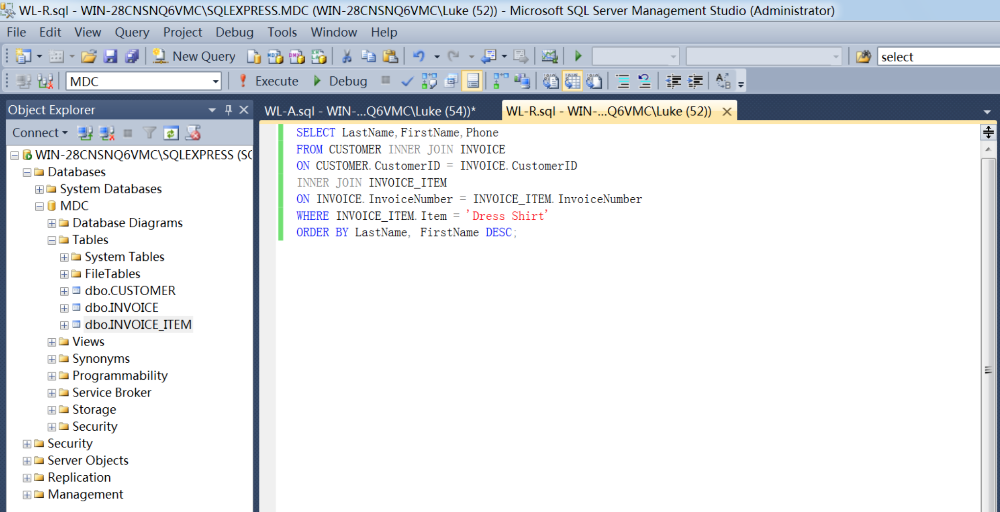 WL-R.sql - WIN-28CNSNQ6VMC\SQLEXPRESS.MDC (WIN-28CNSNQ6VMC\Luke (52)) - Microsoft SQL Server Management Studio (Administrator)
File Edit View Query Project Debug Tools Window Help
New Query select
MDC Execute Debug
Object Explorer
WL-A.sql - WIN-...Q6VMC\Luke (54))* WL-R.sql - WIN-...Q6VMC\Luke (52))
Connect
WIN-28CNSNQ6VMC\SQLEXPRESS (SC
Databases
System Databases
MDC
Database Diagrams
Tables
System Tables
FileTables
dbo.CUSTOMER
dbo.INVOICE
dbo.INVOICE_ITEM
Views
Synonyms
Programmability
Service Broker
Storage
Security
Security
Server Objects
Replication
Management
SELECT LastName,FirstName,Phone
FROM CUSTOMER INNER JOIN INVOICE
ON CUSTOMER.CustomerID = INVOICE.CustomerID
INNER JOIN INVOICE_ITEM
ON INVOICE.InvoiceNumber = INVOICE_ITEM.InvoiceNumber
WHERE INVOICE_ITEM.Item = 'Dress Shirt'
ORDER BY LastName, FirstName DESC;